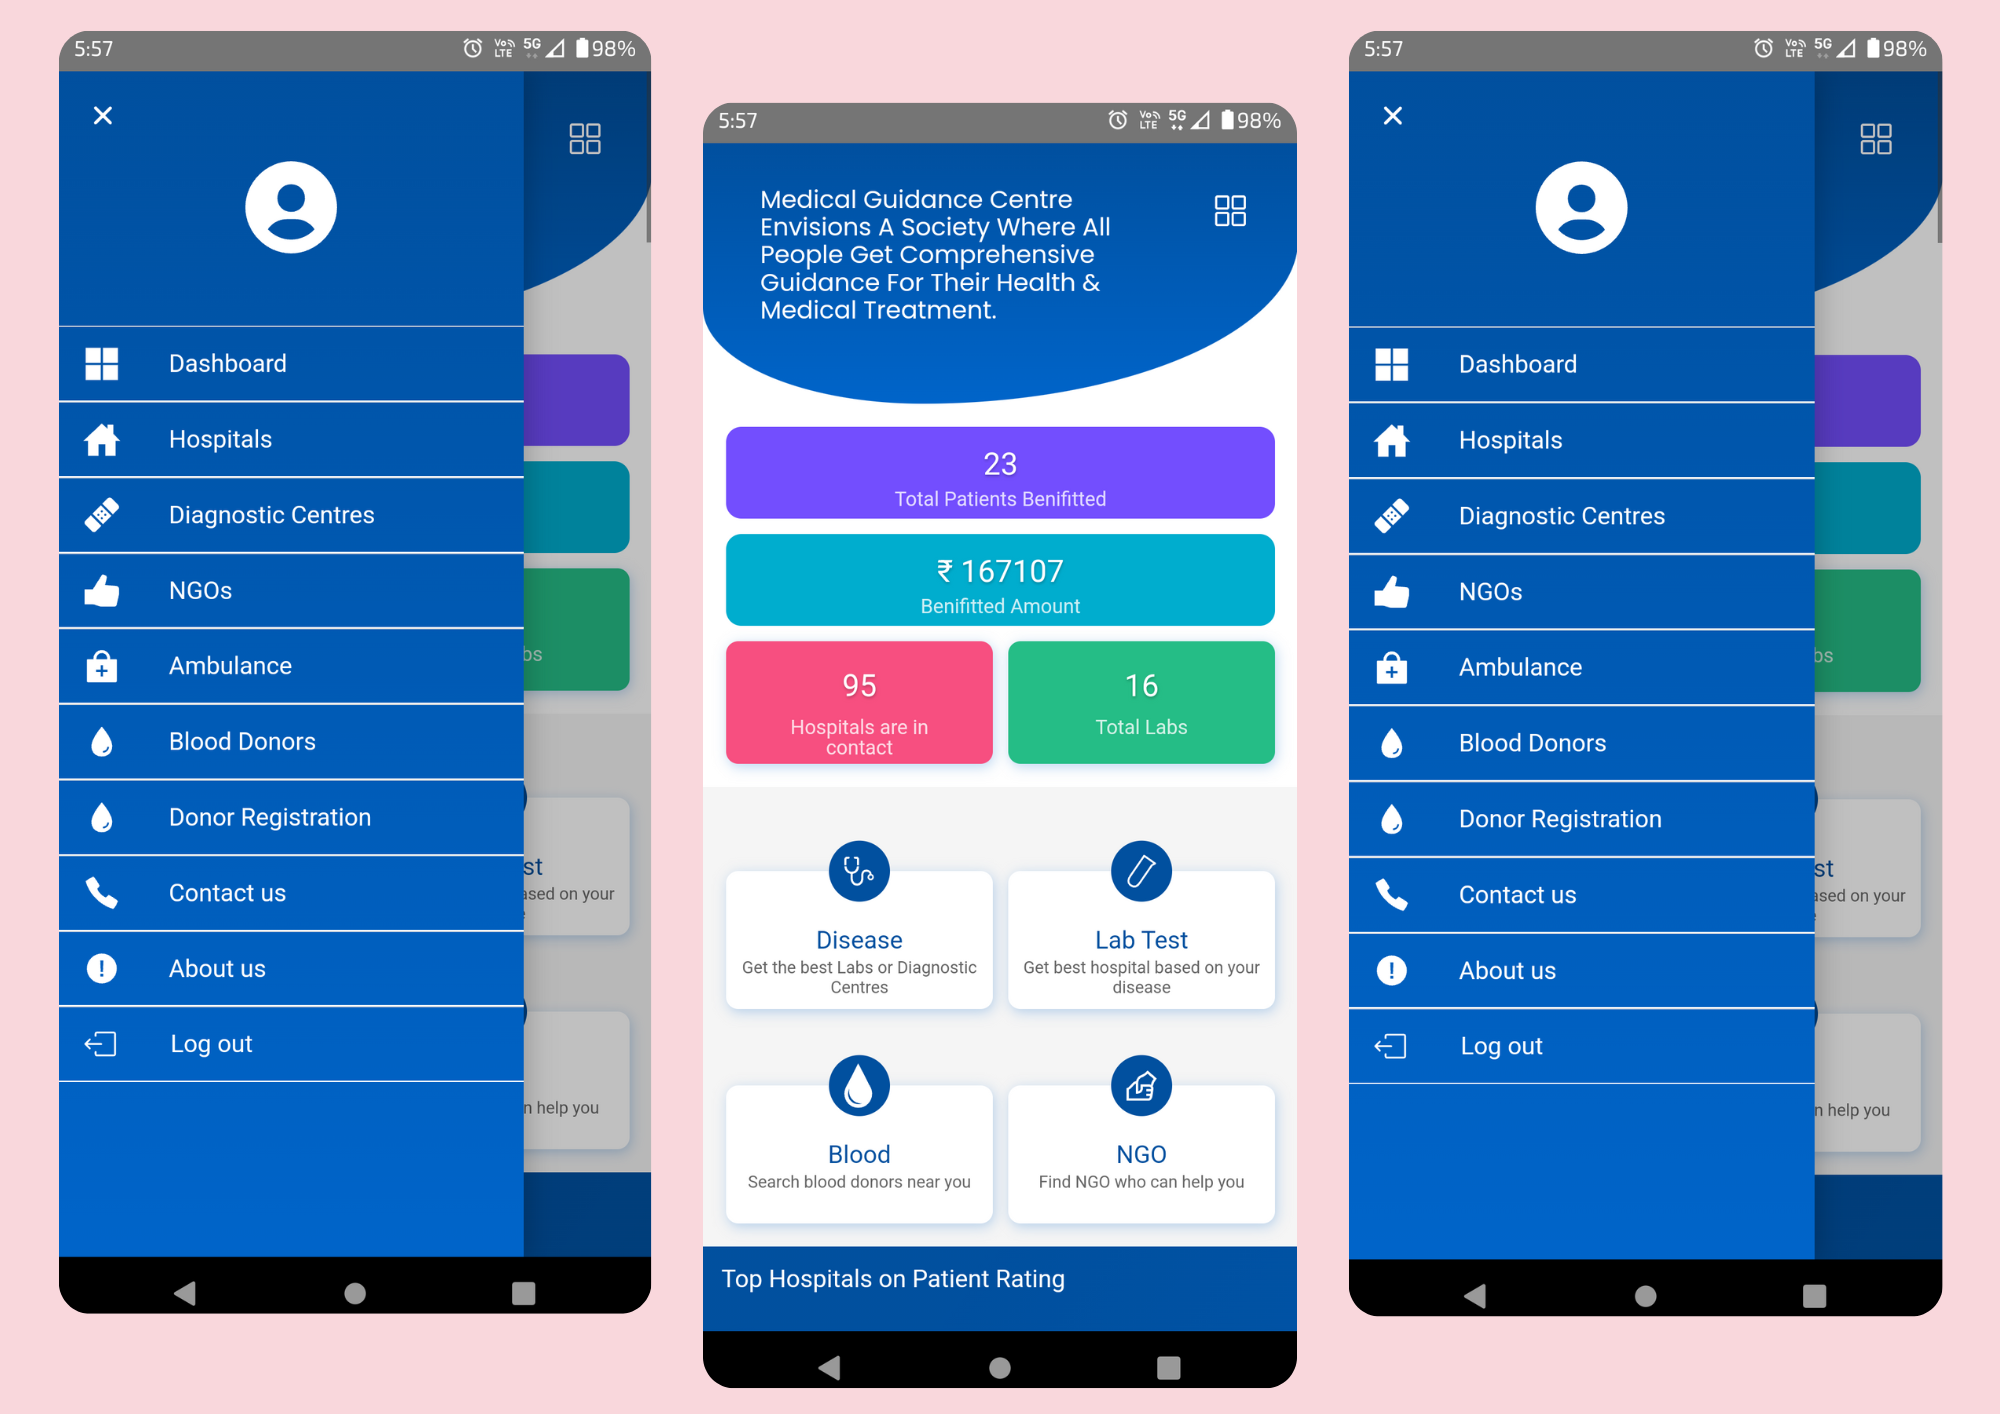 5:57
VoLTE 5G 98%
Dashboard
Hospitals
Diagnostic Centres
NGOs
Ambulance
Blood Donors
Donor Registration
Contact us
About us
Log out
bs
st
ased on your
n help you
5:57
VoLTE 5G 98%
Medical Guidance Centre
Envisions A Society Where All
People Get Comprehensive
Guidance For Their Health &
Medical Treatment.
23
Total Patients Benifitted
₹ 167107
Benifitted Amount
95
Hospitals are in
contact
16
Total Labs
Disease
Get the best Labs or Diagnostic
Centres
Lab Test
Get best hospital based on your
disease
Blood
Search blood donors near you
NGO
Find NGO who can help you
Top Hospitals on Patient Rating
5:57
VoLTE 5G 98%
Dashboard
Hospitals
Diagnostic Centres
NGOs
Ambulance
Blood Donors
Donor Registration
Contact us
About us
Log out
bs
st
ased on your
n help you